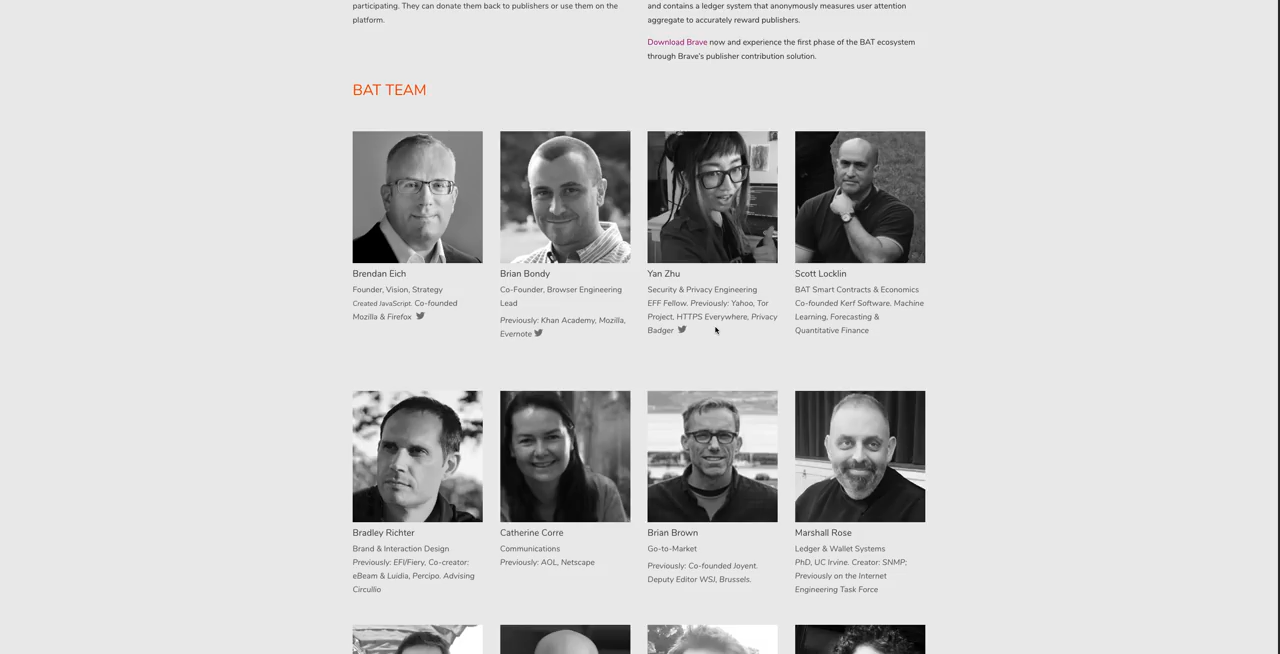 participating. They can donate them back to publishers or use them on the
platform.
and contains a ledger system that anonymously measures user attention
aggregate to accurately reward publishers.
Download Brave now and experience the first phase of the BAT ecosystem
through Brave's publisher contribution solution.
BAT TEAM
Brendan Eich
Founder, Vision, Strategy
Created JavaScript. Co-founded
Mozilla & Firefox
Brian Bondy
Co-Founder, Browser Engineering
Lead
Previously: Khan Academy, Mozilla,
Evernote
Yan Zhu
Security & Privacy Engineering
EFF Fellow. Previously: Yahoo, Tor
Project, HTTPS Everywhere, Privacy
Badger
Scott Locklin
BAT Smart Contracts & Economics
Co-founded Kerf Software. Machine
Learning, Forecasting &
Quantitative Finance
Bradley Richter
Brand & Interaction Design
Previously: EFI/Fiery, Co-creator:
eBeam & Luidia, Percipo. Advising
Circullio
Catherine Corre
Communications
Previously: AOL, Netscape
Brian Brown
Go-to-Market
Previously: Co-founded Joyent.
Deputy Editor WSJ, Brussels.
Marshall Rose
Ledger & Wallet Systems
PhD, UC Irvine. Creator: SNMP;
Previously on the Internet
Engineering Task Force